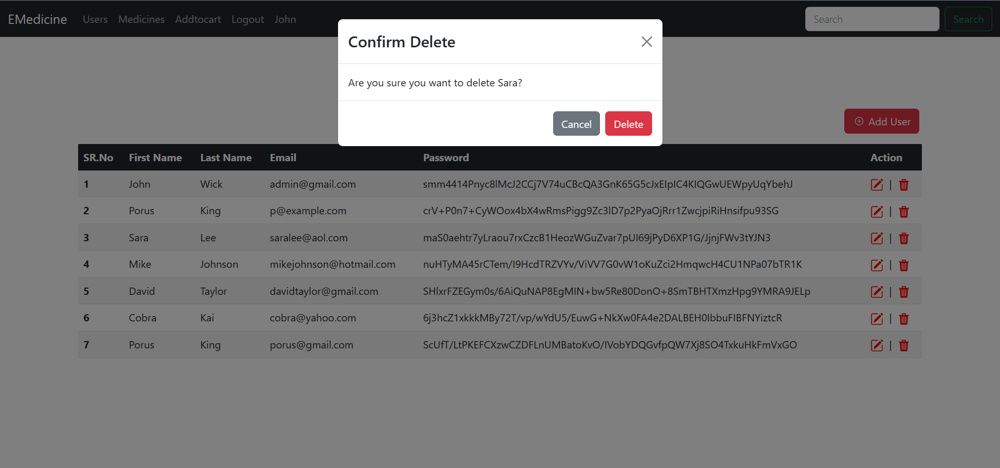 EMedicine Users Medicines Addtocart Logout John Search Search
Confirm Delete
Are you sure you want to delete Sara?
Cancel Delete
Add User
SR.No First Name Last Name Email Password Action
1 John Wick admin@gmail.com smm4414Pnyc8lMcJ2CCj7V74uCBcQA3GnK65G5cJxEIpIC4KIQGwUEWpyUqYbehJ |
2 Porus King p@example.com crV+P0n7+CyWOox4bX4wRmsPigg9Zc3lD7p2PyaOjRrr1ZwcjpiRiHnsifpu93SG |
3 Sara Lee saralee@aol.com maS0aehtr7yLraou7rxCzcB1HeozWGuZvar7pUI69jPyD6XP1G/JjnjFWv3tYJN3 |
4 Mike Johnson mikejohnson@hotmail.com nuHTyMA45rCTem/I9HcdTRZVYv/ViVV7G0vW1oKuZci2HmqwcH4CU1NPa07bTR1K |
5 David Taylor davidtaylor@gmail.com SHlxrFZEGym0s/6AiQuNAP8EgMIN+bw5Re80DonO+8SmTBHTXmzHpg9YMRA9JELp |
6 Cobra Kai cobra@yahoo.com 6j3hcZ1xkkkMBy72T/vp/wYdU5/EuwG+NkXw0FA4e2DALBEH0IbbuFIBFNYiztcR |
7 Porus King porus@gmail.com ScUfT/LtPKEFCXzwCZDFLnUMBatoKvO/IVobYDQGvfpQW7Xj8SO4TxkuHkFmVxGO |